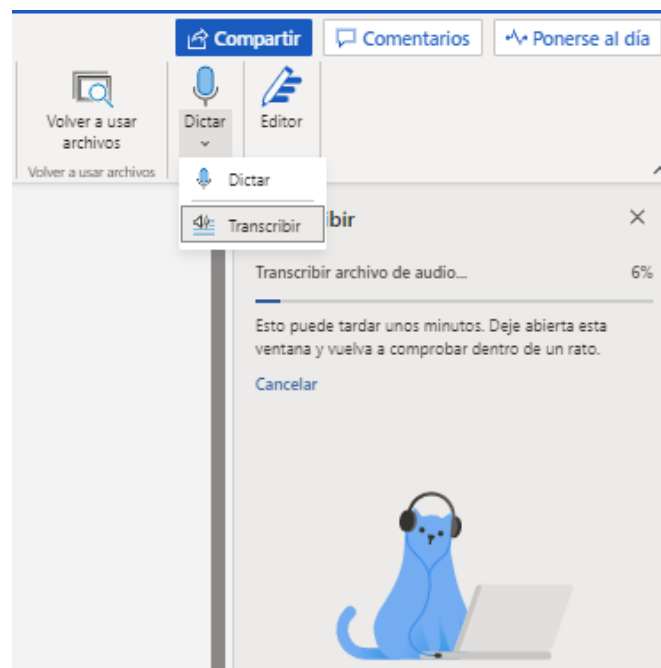 Compartir
Comentarios
Ponerse al día
Volver a usar
archivos
Dictar
Editor
Volver a usar archivos
Dictar
Transcribir
ibir
Transcribir archivo de audio...
6%
Esto puede tardar unos minutos. Deje abierta esta
ventana y vuelva a comprobar dentro de un rato.
Cancelar